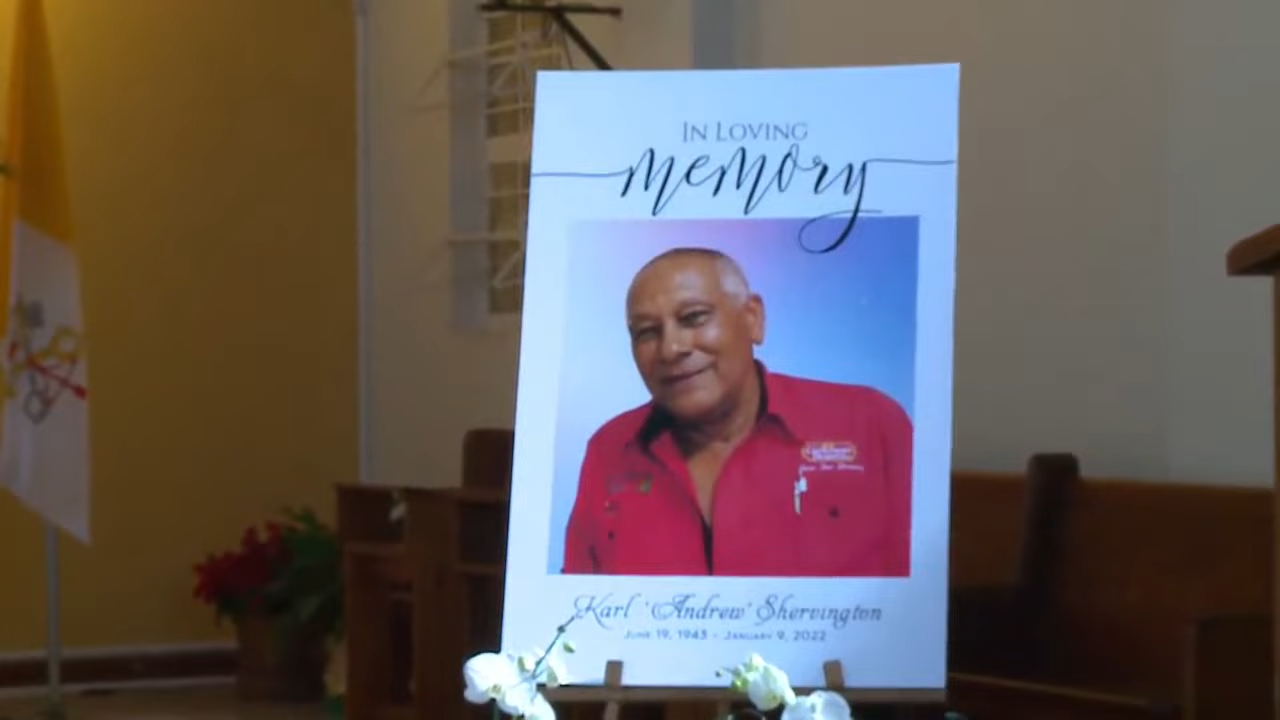 IN LOVING
memory
Karl 'Andrew' Shervington
JUNE 19, 1943 - JANUARY 9, 2022